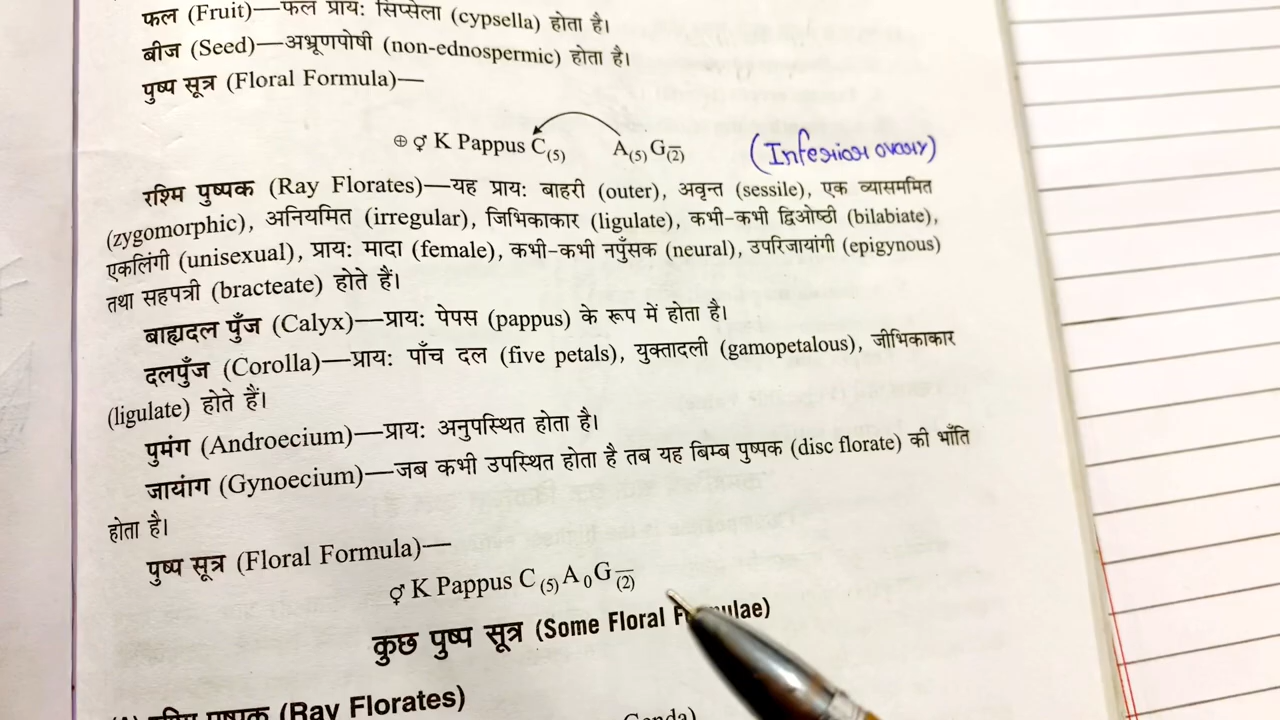 फल (Fruit)—फल प्राय: सिप्सेला (cypsella) होता है।
बीज (Seed)—अभ्रूणपोषी (non-ednospermic) होता है।
पुष्प सूत्र (Floral Formula)—
⊕ ⚥ K Pappus C(5) A(5) G(2̅) (Inferior ovary)
रश्मि पुष्पक (Ray Florates)—यह प्राय: बाहरी (outer), अवृन्त (sessile), एक व्यासममित
(zygomorphic), अनियमित (irregular), जिभिकाकार (ligulate), कभी-कभी द्विओष्ठी (bilabiate),
एकलिंगी (unisexual), प्राय: मादा (female), कभी-कभी नपुँसक (neural), उपरिजायांगी (epigynous)
तथा सहपत्री (bracteate) होते हैं।
बाह्यदल पुँज (Calyx)—प्राय: पेपस (pappus) के रूप में होता है।
दलपुँज (Corolla)—प्राय: पाँच दल (five petals), युक्तादली (gamopetalous), जीभिकाकार
(ligulate) होते हैं।
पुमंग (Androecium)—प्राय: अनुपस्थित होता है।
जायांग (Gynoecium)—जब कभी उपस्थित होता है तब यह बिम्ब पुष्पक (disc florate) की भाँति
होता है।
पुष्प सूत्र (Floral Formula)—
⚥ K Pappus C(5) A0 G(2̅)
कुछ पुष्प सूत्र (Some Floral Formulae)
रश्मि पुष्पक (Ray Florates)